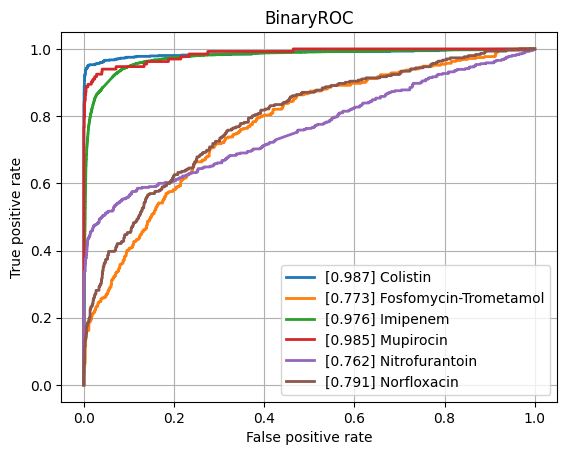 BinaryROC
True positive rate
1.0
0.8
0.6
0.4
0.2
0.0
[0.987] Colistin
[0.773] Fosfomycin-Trometamol
[0.976] Imipenem
[0.985] Mupirocin
[0.762] Nitrofurantoin
[0.791] Norfloxacin
0.0 0.2 0.4 0.6 0.8 1.0
False positive rate